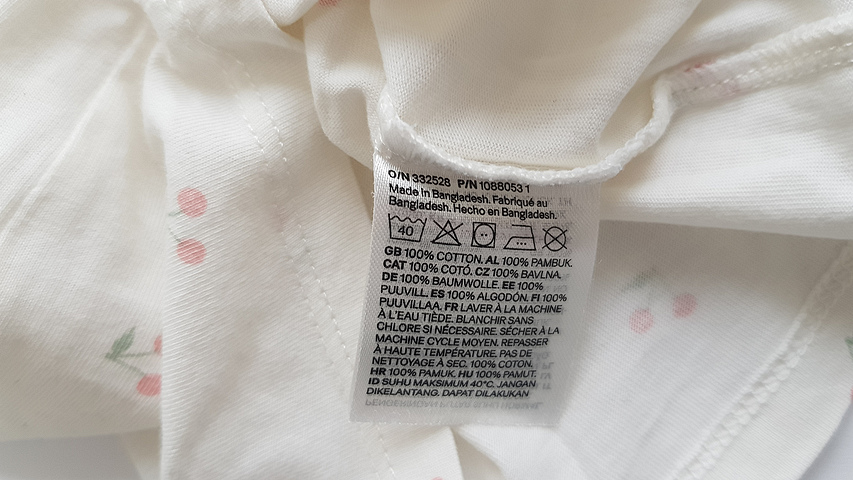 O/N 332528 P/N 1088053 1
Made in Bangladesh. Fabriqué au
Bangladesh. Hecho en Bangladesh.
40
GB 100% COTTON. AL 100% PAMBUK.
CAT 100% COTÓ. CZ 100% BAVLNA.
DE 100% BAUMWOLLE. EE 100%
PUUVILL. ES 100% ALGODÓN. FI 100%
PUUVILLAA. FR LAVER À LA MACHINE
À L'AU TIÈDE. BLANCHIR SANS
CHLORE SI NÉCESSAIRE. SÉCHER À LA
MACHINE CYCLE MOYEN. REPASSER
À HAUTE TEMPÉRATURE. PAS DE
NETTOYAGE À SEC. 100% COTON.
HR 100% PAMUK. HU 100% PAMUT.
ID SUHU MAKSIMUM 40°C. JANGAN
DIKELANTANG. DAPAT DILAKUKAN